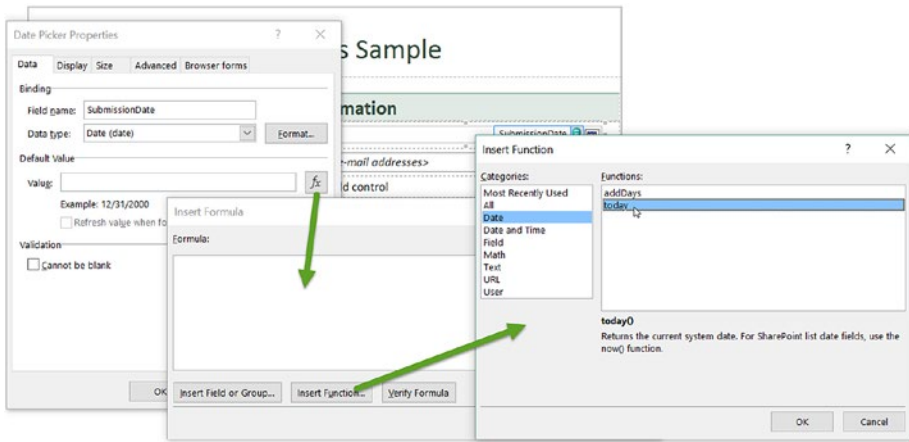 s Sample
mation
SubmissionDate
e-mail addresses>
d control
Date Picker Properties
?
Data Display Size Advanced Browser forms
Binding
Field name: SubmissionDate
Data type: Date (date) Format...
Default Value
Value: fx
Example: 12/31/2000
Refresh value when fo
Validation
Cannot be blank
OK
Insert Formula
Formula:
Insert Field or Group... Insert Function... Verify Formula
Insert Function
?
Categories: Functions:
Most Recently Used
All
Date
Date and Time
Field
Math
Text
URL
User
addDays
today
today()
Returns the current system date. For SharePoint list date fields, use the
now() function.
OK Cancel